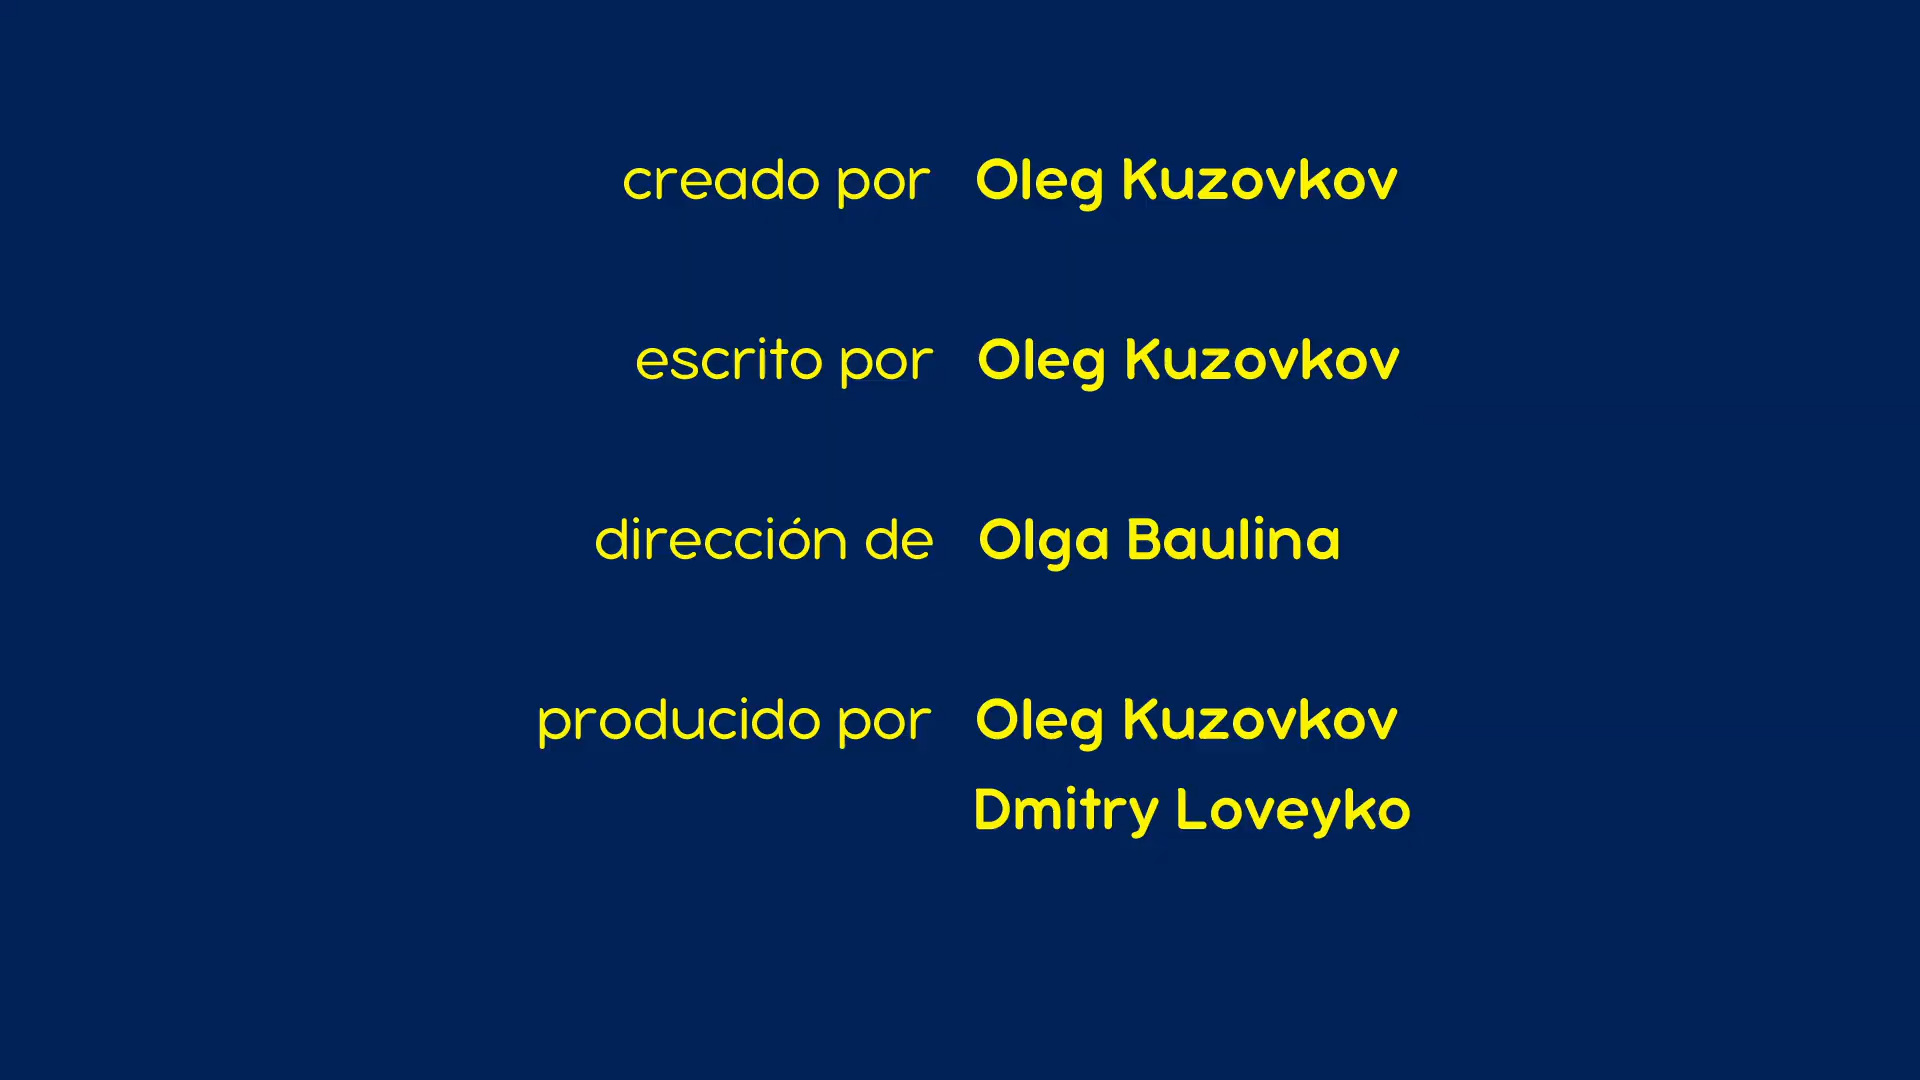 creado por Oleg Kuzovkov
escrito por Oleg Kuzovkov
dirección de Olga Baulina
producido por Oleg Kuzovkov
Dmitry Loveyko